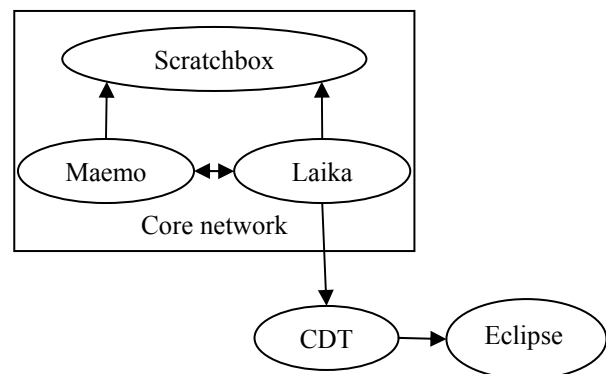 Scratchbox
Maemo
Laika
Core network
CDT
Eclipse